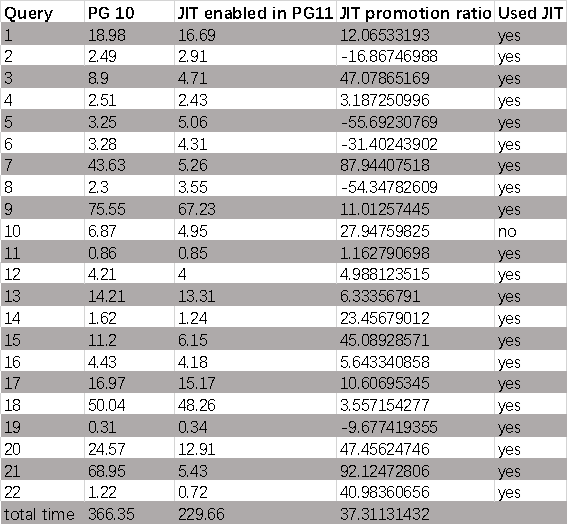 Query PG 10 JIT enabled in PG11 JIT promotion ratio Used JIT
1 18.98 16.69 12.06533193 yes
2 2.49 2.91 -16.86746988 yes
3 8.9 4.71 47.07865169 yes
4 2.51 2.43 3.187250996 yes
5 3.25 5.06 -55.69230769 yes
6 3.28 4.31 -31.40243902 yes
7 43.63 5.26 87.94407518 yes
8 2.3 3.55 -54.34782609 yes
9 75.55 67.23 11.01257445 yes
10 6.87 4.95 27.94759825 no
11 0.86 0.85 1.162790698 yes
12 4.21 4 4.988123515 yes
13 14.21 13.31 6.33356791 yes
14 1.62 1.24 23.45679012 yes
15 11.2 6.15 45.08928571 yes
16 4.43 4.18 5.643340858 yes
17 16.97 15.17 10.60695345 yes
18 50.04 48.26 3.557154277 yes
19 0.31 0.34 -9.677419355 yes
20 24.57 12.91 47.45624746 yes
21 68.95 5.43 92.12472806 yes
22 1.22 0.72 40.98360656 yes
total time 366.35 229.66 37.31131432